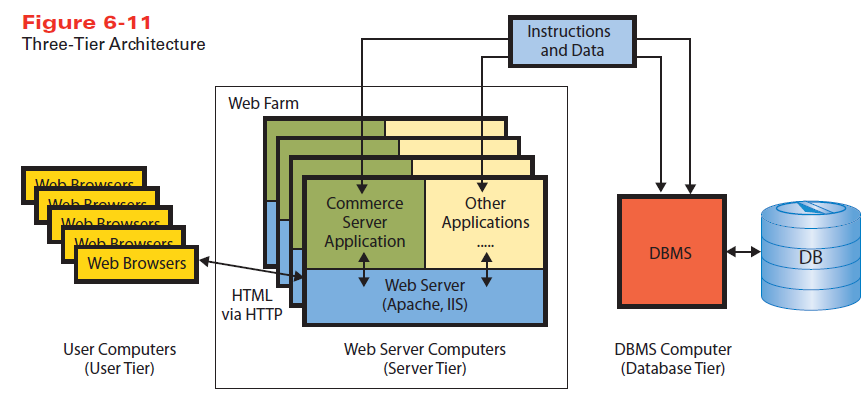 Figure 6-11
Three-Tier Architecture
Instructions
and Data
Web Farm
Web Browsers
Web Browsers
Web Browsers
Web Browsers
Web Browsers
Commerce
Server
Application
Other
Applications
.....
Web Server
(Apache, IIS)
HTML
via HTTP
DBMS
DB
User Computers
(User Tier)
Web Server Computers
(Server Tier)
DBMS Computer
(Database Tier)